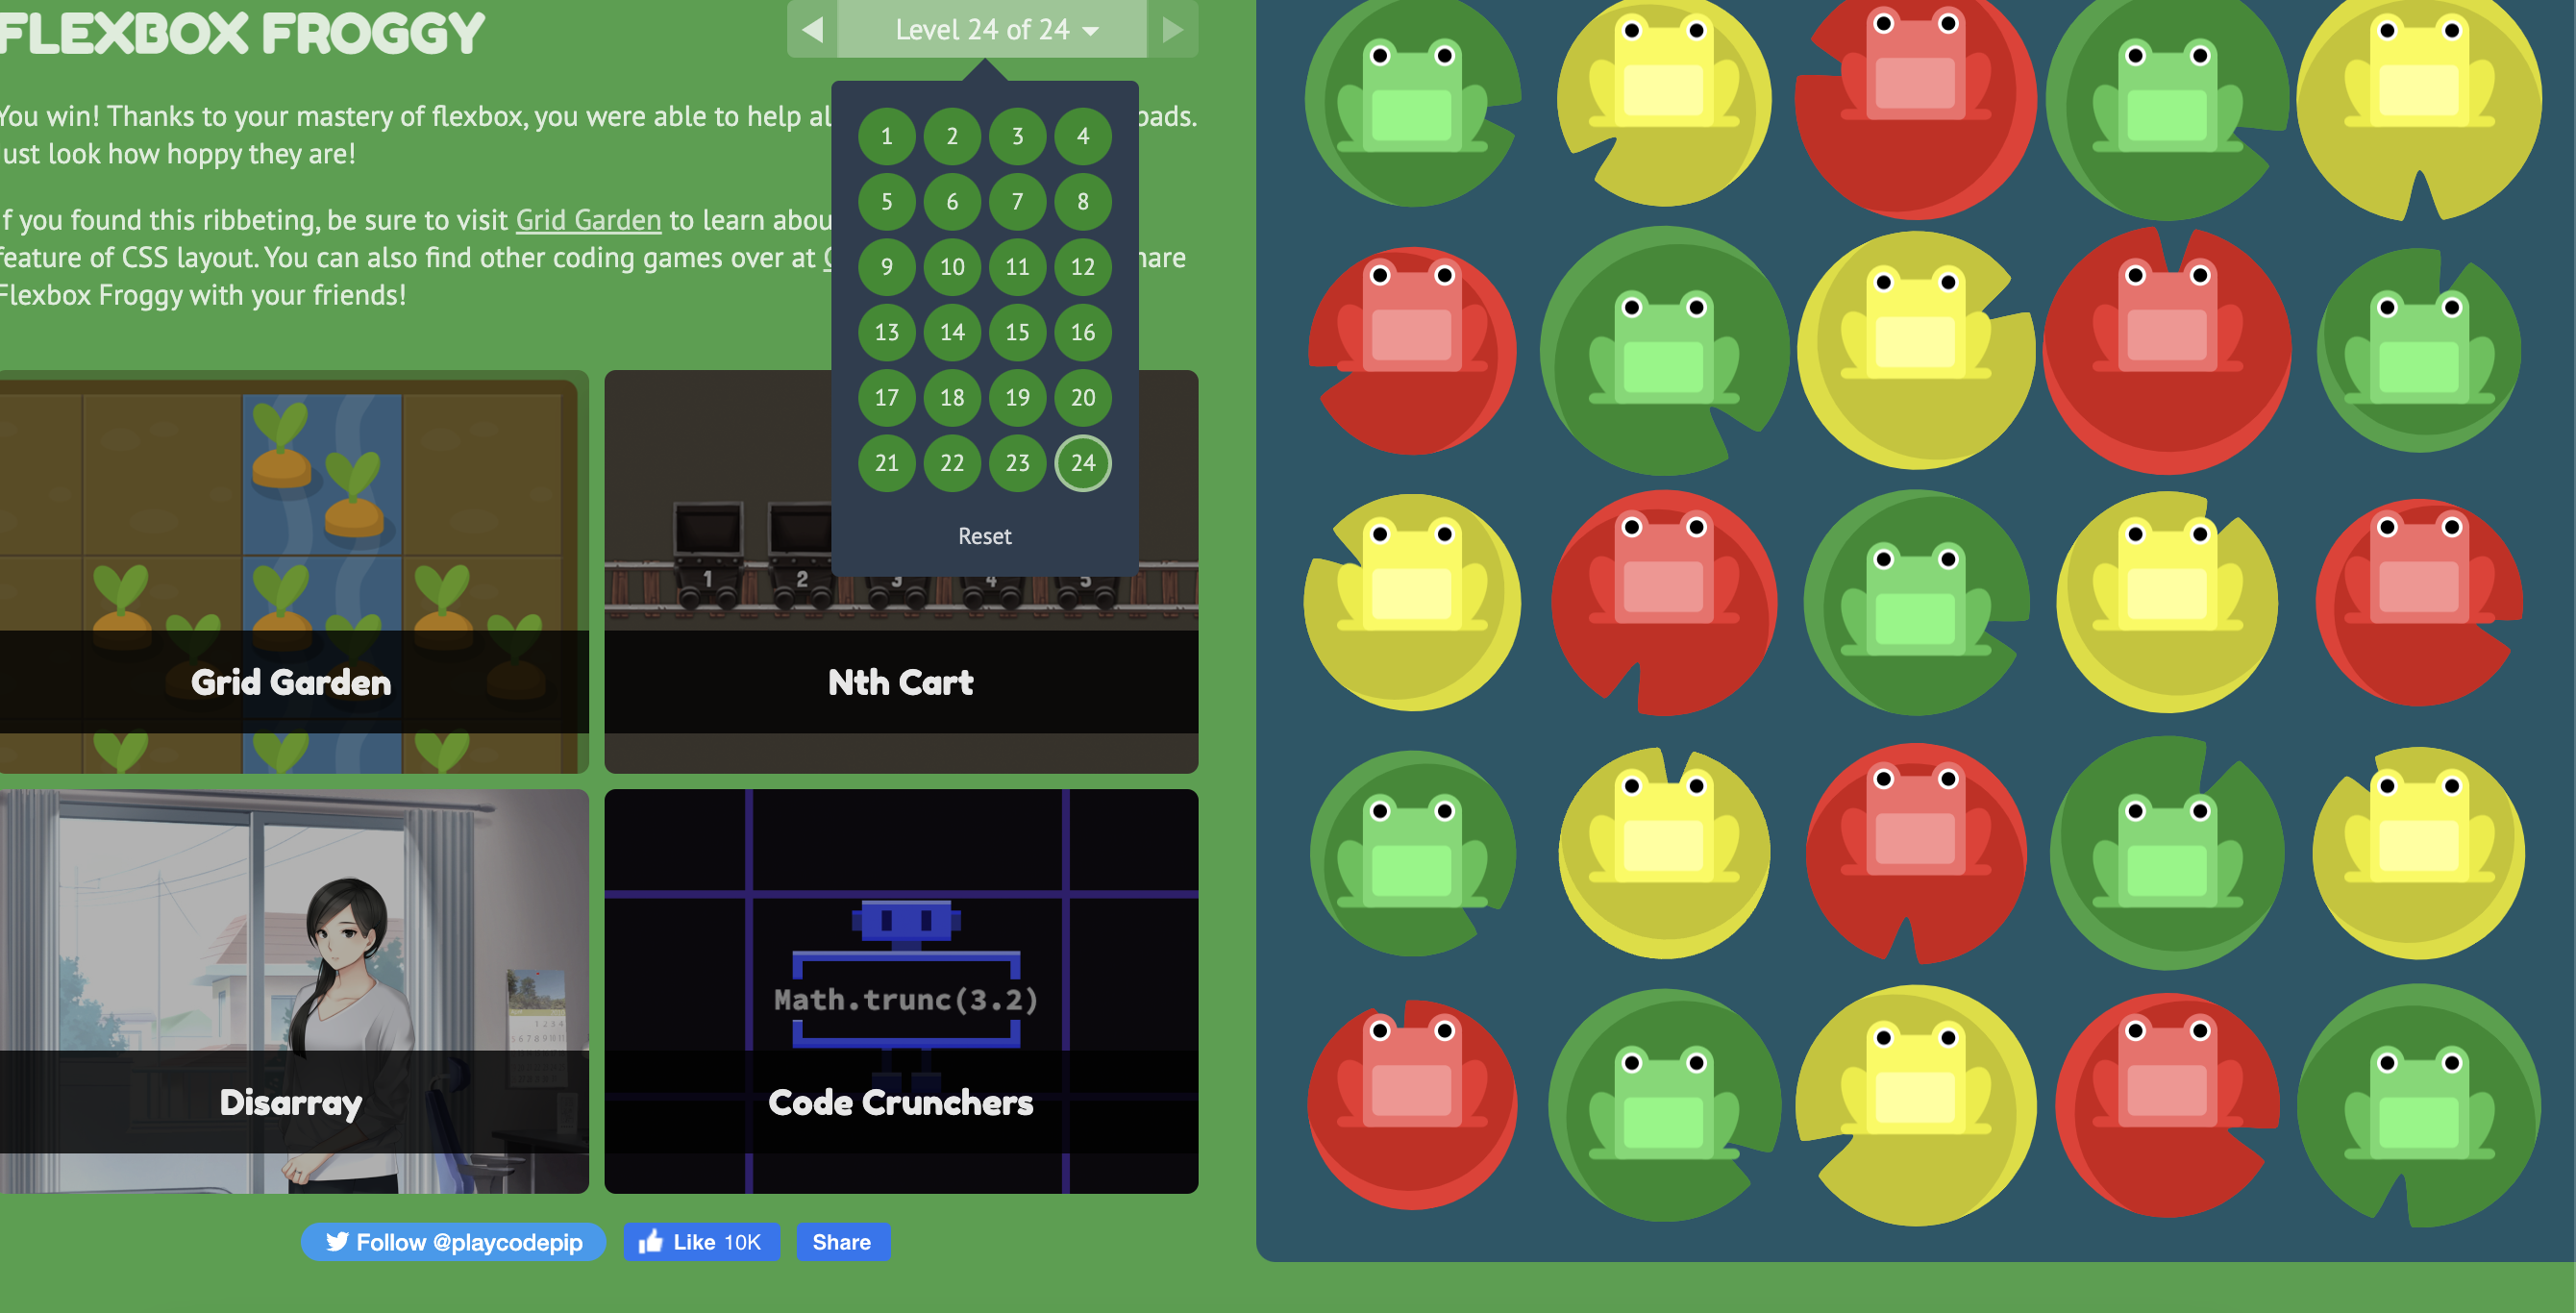 FLEXBOX FROGGY
Level 24 of 24
You win! Thanks to your mastery of flexbox, you were able to help
oads.
ust look how hoppy they are!
f you found this ribbeting, be sure to visit Grid Garden to learn
feature of CSS layout. You can also find other coding games over at
hare
Flexbox Froggy with your friends!
1 2 3 4
5 6 7 8
9 10 11 12
13 14 15 16
17 18 19 20
21 22 23 24
Reset
1 2 3 4 5
Grid Garden
Nth Cart
Math.trunc(3.2)
Disarray
Code Crunchers
Follow @playcodepip
Like 10K
Share